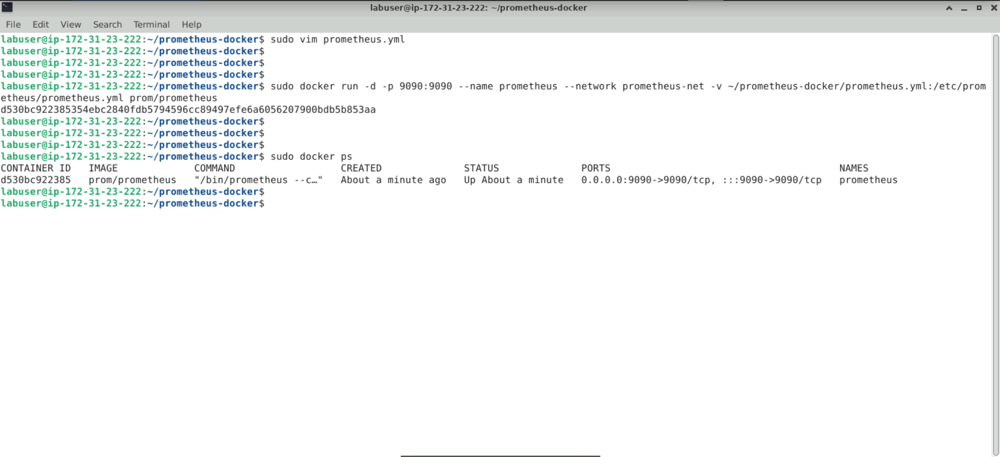 labuser@ip-172-31-23-222: ~/prometheus-docker
File Edit View Search Terminal Help
labuser@ip-172-31-23-222:~/prometheus-docker$ sudo vim prometheus.yml
labuser@ip-172-31-23-222:~/prometheus-docker$
labuser@ip-172-31-23-222:~/prometheus-docker$
labuser@ip-172-31-23-222:~/prometheus-docker$
labuser@ip-172-31-23-222:~/prometheus-docker$ sudo docker run -d -p 9090:9090 --name prometheus --network prometheus-net -v ~/prometheus-docker/prometheus.yml:/etc/prom
etheus/prometheus.yml prom/prometheus
d530bc922385354ebc2840fdb5794596cc89497efe6a6056207900bdb5b853aa
labuser@ip-172-31-23-222:~/prometheus-docker$
labuser@ip-172-31-23-222:~/prometheus-docker$
labuser@ip-172-31-23-222:~/prometheus-docker$
labuser@ip-172-31-23-222:~/prometheus-docker$ sudo docker ps
CONTAINER ID   IMAGE             COMMAND                  CREATED              STATUS              PORTS                                       NAMES
d530bc922385   prom/prometheus   "/bin/prometheus --c…"   About a minute ago   Up About a minute   0.0.0.0:9090->9090/tcp, :::9090->9090/tcp   prometheus
labuser@ip-172-31-23-222:~/prometheus-docker$
labuser@ip-172-31-23-222:~/prometheus-docker$